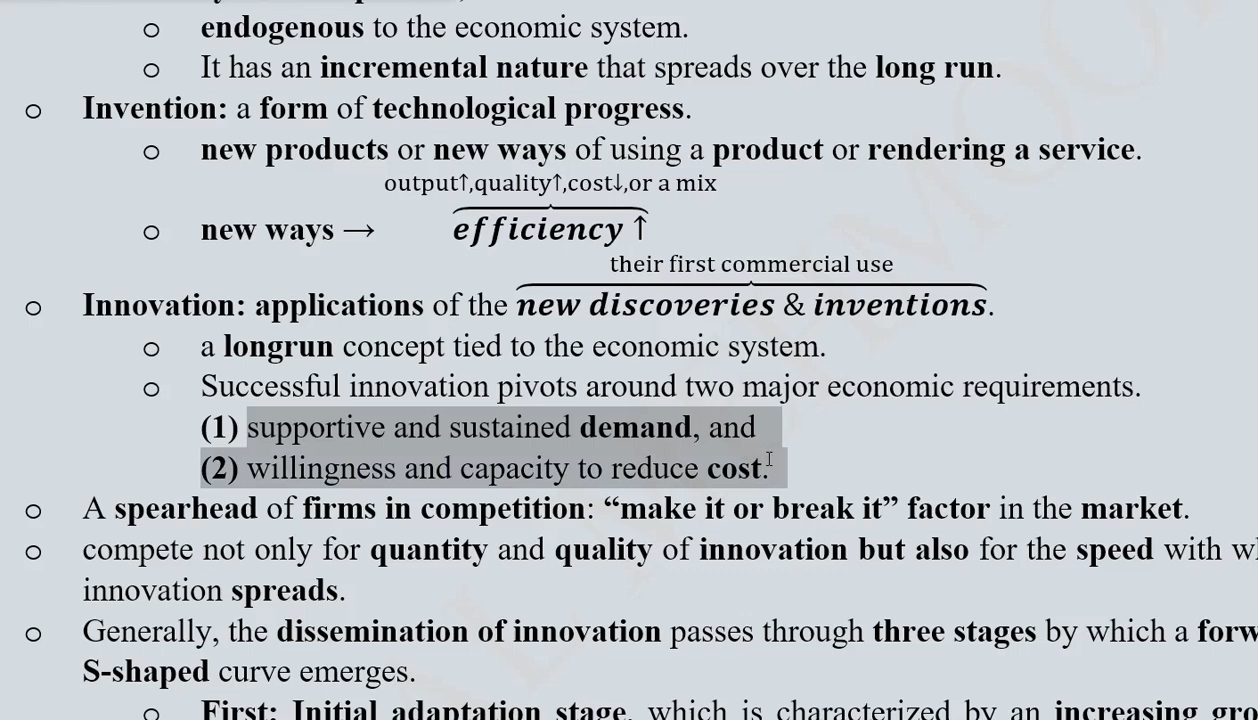 o endogenous to the economic system.
o It has an incremental nature that spreads over the long run.
o Invention: a form of technological progress.
o new products or new ways of using a product or rendering a service.
output↑,quality↑,cost↓,or a mix
o new ways → efficiency ↑
their first commercial use
o Innovation: applications of the new discoveries & inventions.
o a longrun concept tied to the economic system.
o Successful innovation pivots around two major economic requirements.
(1) supportive and sustained demand, and
(2) willingness and capacity to reduce cost.
o A spearhead of firms in competition: “make it or break it” factor in the market.
o compete not only for quantity and quality of innovation but also for the speed with
innovation spreads.
o Generally, the dissemination of innovation passes through three stages by which a
S-shaped curve emerges.
o First: Initial adaptation stage, which is characterized by an increasing